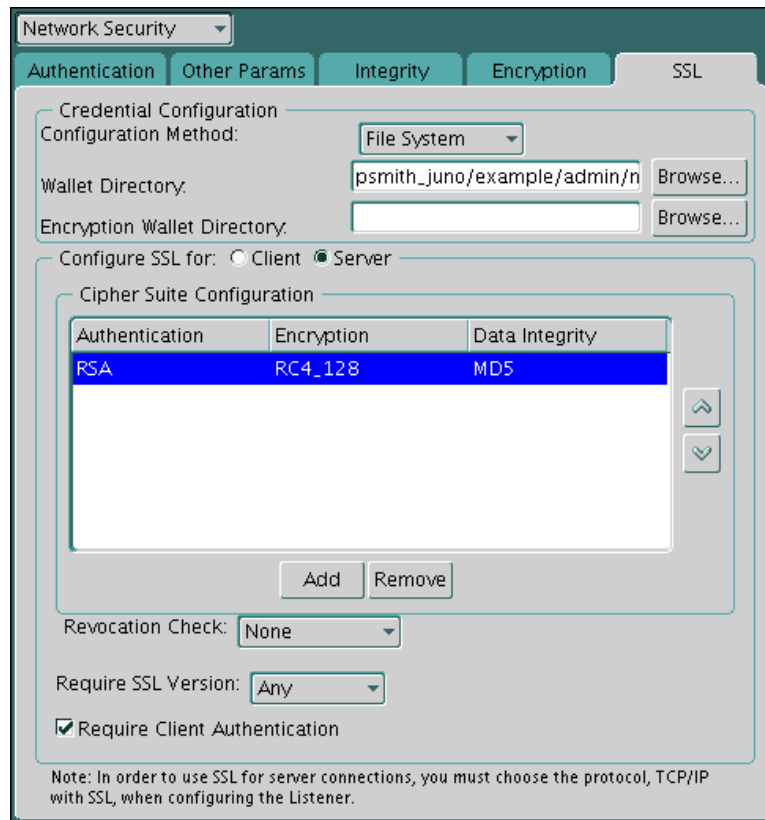 Network Security
Authentication Other Params Integrity Encryption SSL
Credential Configuration
Configuration Method: File System
Wallet Directory: psmith_juno/example/admin/n Browse...
Encryption Wallet Directory: Browse...
Configure SSL for: Client Server
Cipher Suite Configuration
Authentication Encryption Data Integrity
RSA RC4_128 MD5
Add Remove
Revocation Check: None
Require SSL Version: Any
Require Client Authentication
Note: In order to use SSL for server connections, you must choose the protocol, TCP/IP
with SSL, when configuring the Listener.